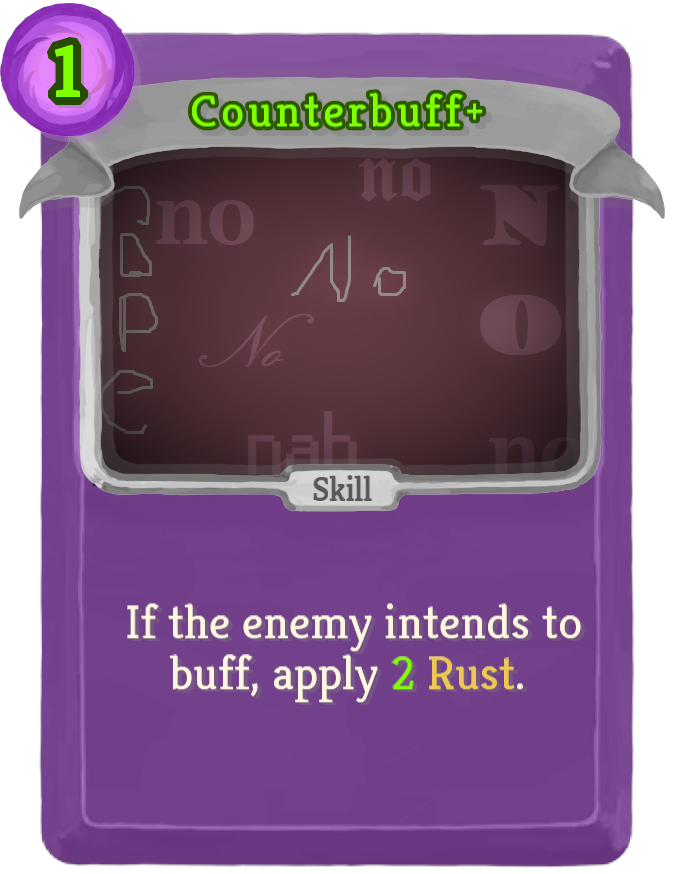 1
Counterbuff+
no
no
N
O
No
No
nah
no
Skill
If the enemy intends to
buff, apply 2 Rust.